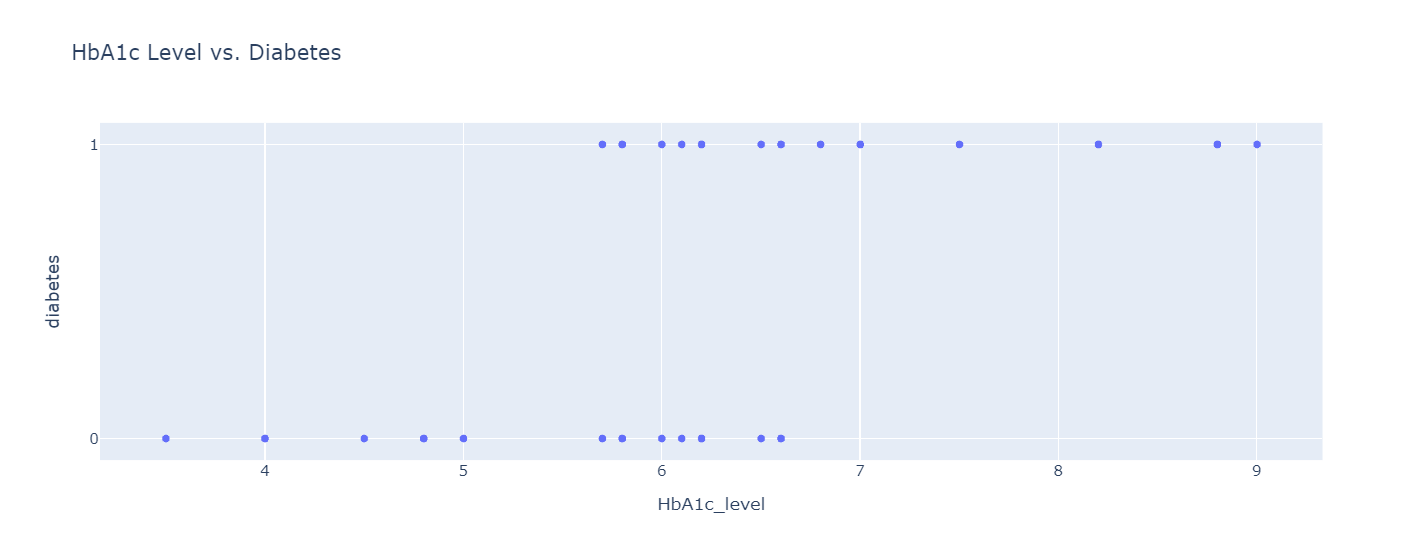 HbA1c Level vs. Diabetes
1
diabetes
0
4 5 6 7 8 9
HbA1c_level